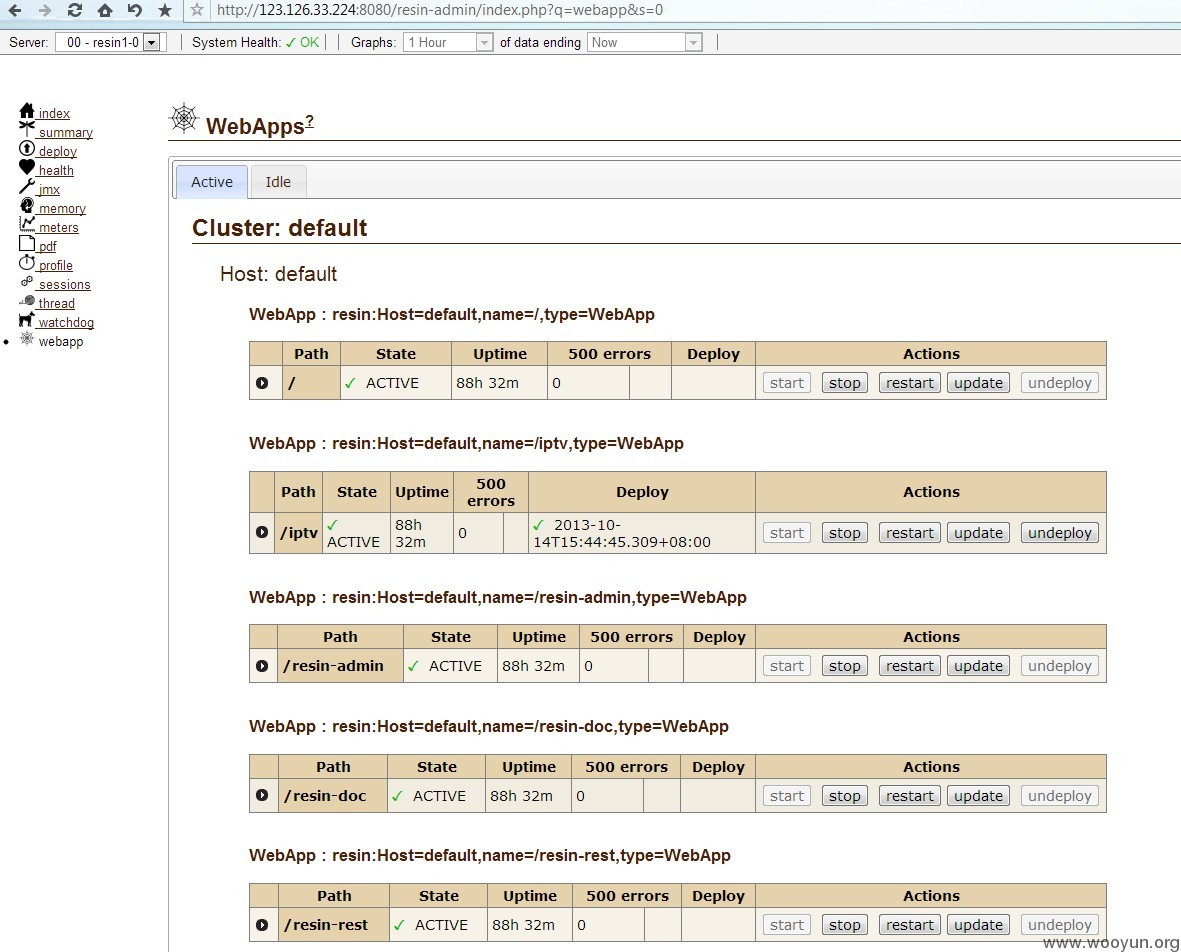 http://123.126.33.224:8080/resin-admin/index.php?q=webapp&s=0
Server: 00 - resin1-0 System Health: ✓ OK Graphs: 1 Hour of data ending Now
index
summary
deploy
health
jmx
memory
meters
pdf
profile
sessions
thread
watchdog
webapp
WebApps?
Active Idle
Cluster: default
Host: default
WebApp : resin:Host=default,name=/,type=WebApp
Path State Uptime 500 errors Deploy Actions
/ ✓ ACTIVE 88h 32m 0 start stop restart update undeploy
WebApp : resin:Host=default,name=/iptv,type=WebApp
Path State Uptime 500 errors Deploy Actions
/iptv ✓ ACTIVE 88h 32m 0 ✓ 2013-10-14T15:44:45.309+08:00 start stop restart update undeploy
WebApp : resin:Host=default,name=/resin-admin,type=WebApp
Path State Uptime 500 errors Deploy Actions
/resin-admin ✓ ACTIVE 88h 32m 0 start stop restart update undeploy
WebApp : resin:Host=default,name=/resin-doc,type=WebApp
Path State Uptime 500 errors Deploy Actions
/resin-doc ✓ ACTIVE 88h 32m 0 start stop restart update undeploy
WebApp : resin:Host=default,name=/resin-rest,type=WebApp
Path State Uptime 500 errors Deploy Actions
/resin-rest ✓ ACTIVE 88h 32m 0 start stop restart update undeploy
www.wooyun.org